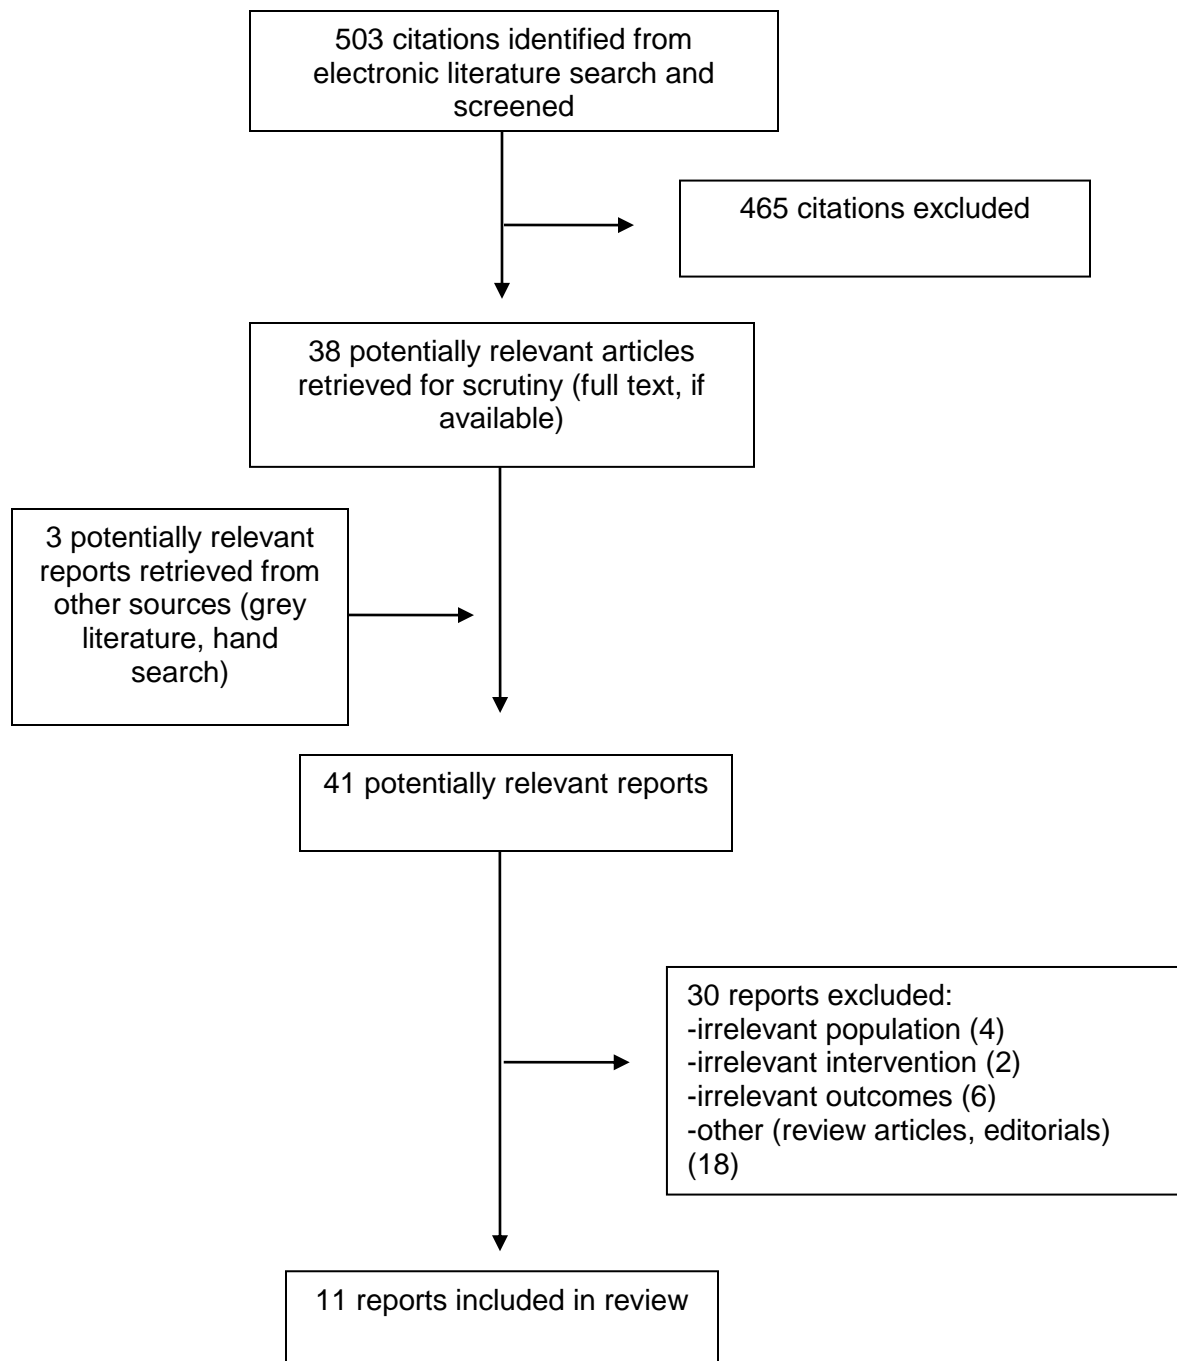 503 citations identified from
electronic literature search and
screened
465 citations excluded
38 potentially relevant articles
retrieved for scrutiny (full text, if
available)
3 potentially relevant
reports retrieved from
other sources (grey
literature, hand
search)
41 potentially relevant reports
30 reports excluded:
-irrelevant population (4)
-irrelevant intervention (2)
-irrelevant outcomes (6)
-other (review articles, editorials)
(18)
11 reports included in review